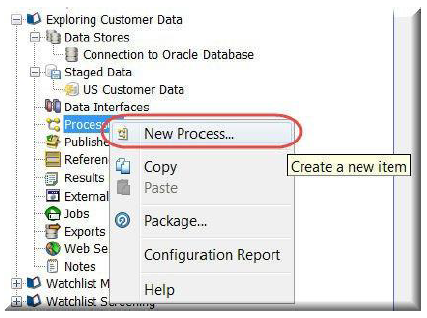 Exploring Customer Data
Data Stores
Connection to Oracle Database
Staged Data
US Customer Data
Data Interfaces
Process
New Process...
Publishe
Create a new item
Referen
Copy
Results
Paste
External
Jobs
Package...
Exports
Web Se
Configuration Report
Notes
Watchlist M
Help
Watchlist Screening